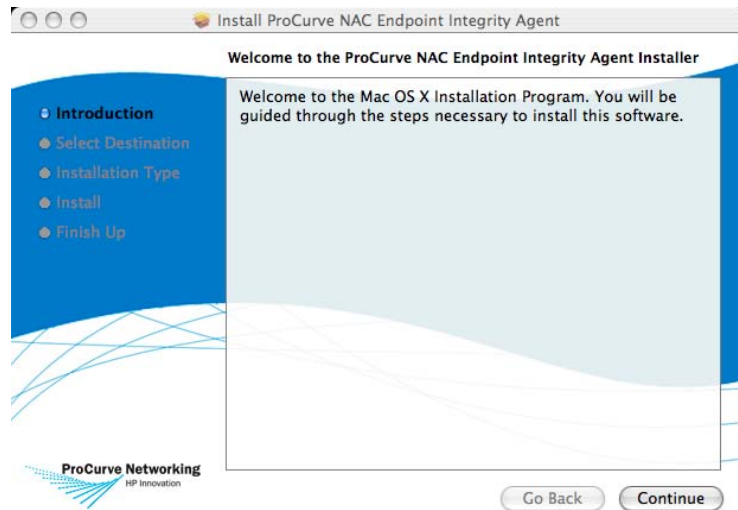 Install ProCurve NAC Endpoint Integrity Agent
Welcome to the ProCurve NAC Endpoint Integrity Agent Installer
Introduction
Select Destination
Installation Type
Install
Finish Up
Welcome to the Mac OS X Installation Program. You will be
guided through the steps necessary to install this software.
ProCurve Networking
HP Innovation
Go Back
Continue